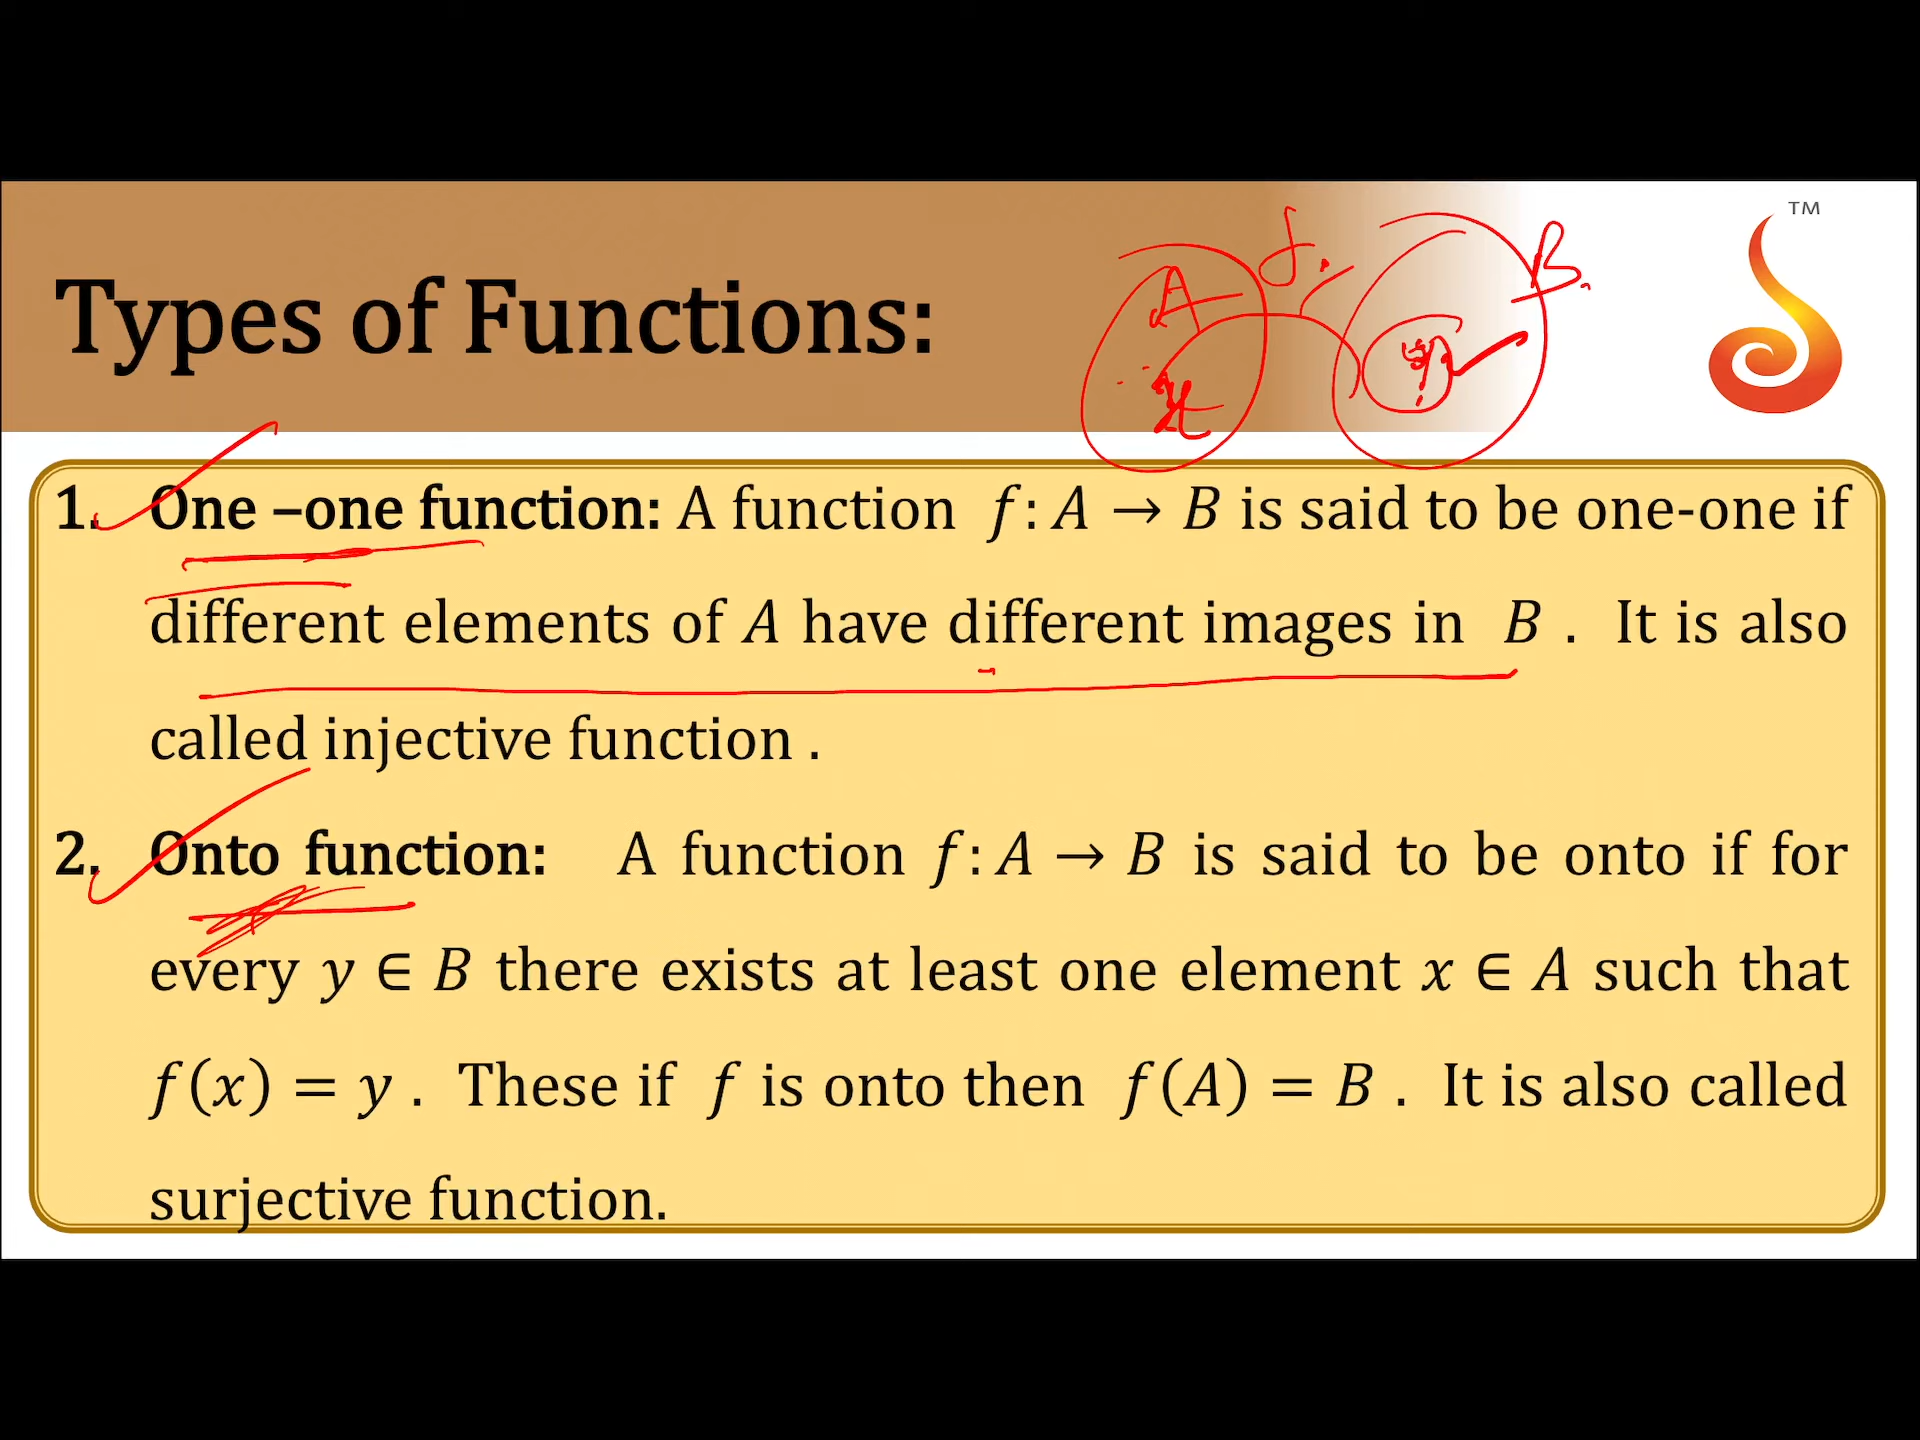 TM
Types of Functions:
A
f.
B.
x
y
1. One –one function: A function f: A → B is said to be one-one if
different elements of A have different images in B . It is also
called injective function .
2. Onto function: A function f: A → B is said to be onto if for
every y ∈ B there exists at least one element x ∈ A such that
f(x) = y . These if f is onto then f(A) = B . It is also called
surjective function.